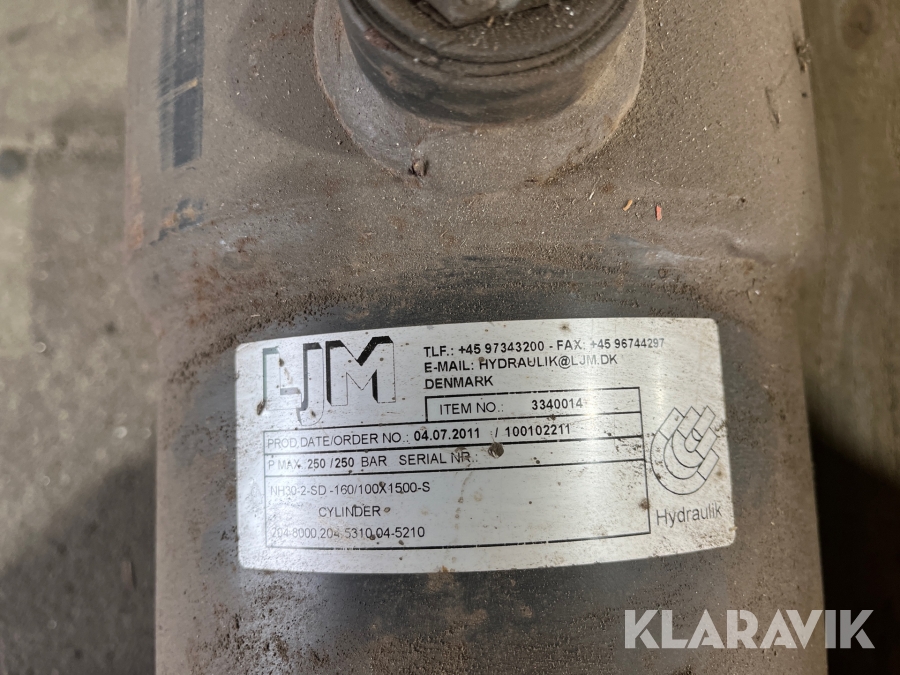 LJM
TLF.: +45 97343200 - FAX: +45 96744297
E-MAIL: HYDRAULIK@LJM.DK
DENMARK
ITEM NO.: 3340014
PROD.DATE/ORDER NO.: 04.07.2011 / 100102211
P MAX. 250 /250 BAR SERIAL NR.:
NH30-2-SD -160/100X1500-S
CYLINDER
204-8000,204-5310,04-5210
Hydraulik
KLARAVIK